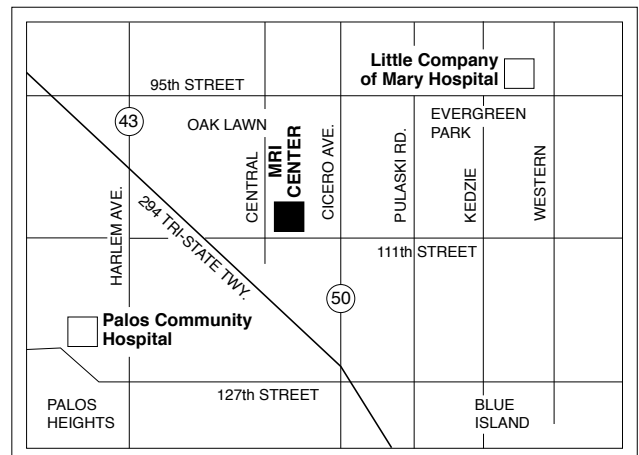 Little Company
of Mary Hospital
95th STREET
43
OAK LAWN
EVERGREEN
PARK
HARLEM AVE.
CENTRAL
MRI
CENTER
CICERO AVE.
PULASKI RD.
KEDZIE
WESTERN
294 TRI-STATE TWY.
111th STREET
50
Palos Community
Hospital
127th STREET
PALOS
HEIGHTS
BLUE
ISLAND